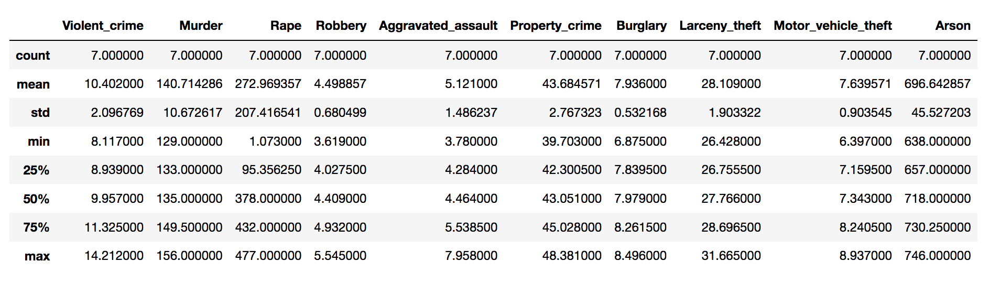 Violent_crime Murder Rape Robbery Aggravated_assault Property_crime Burglary Larceny_theft Motor_vehicle_theft Arson
count 7.000000 7.000000 7.000000 7.000000 7.000000 7.000000 7.000000 7.000000 7.000000 7.000000
mean 10.402000 140.714286 272.969357 4.498857 5.121000 43.684571 7.936000 28.109000 7.639571 696.642857
std 2.096769 10.672617 207.416541 0.680499 1.486237 2.767323 0.532168 1.903322 0.903545 45.527203
min 8.117000 129.000000 1.073000 3.619000 3.780000 39.703000 6.875000 26.428000 6.397000 638.000000
25% 8.939000 133.000000 95.356250 4.027500 4.284000 42.300500 7.839500 26.755500 7.159500 657.000000
50% 9.957000 135.000000 378.000000 4.409000 4.464000 43.051000 7.979000 27.766000 7.343000 718.000000
75% 11.325000 149.500000 432.000000 4.932000 5.538500 45.028000 8.261500 28.696500 8.240500 730.250000
max 14.212000 156.000000 477.000000 5.545000 7.958000 48.381000 8.496000 31.665000 8.937000 746.000000